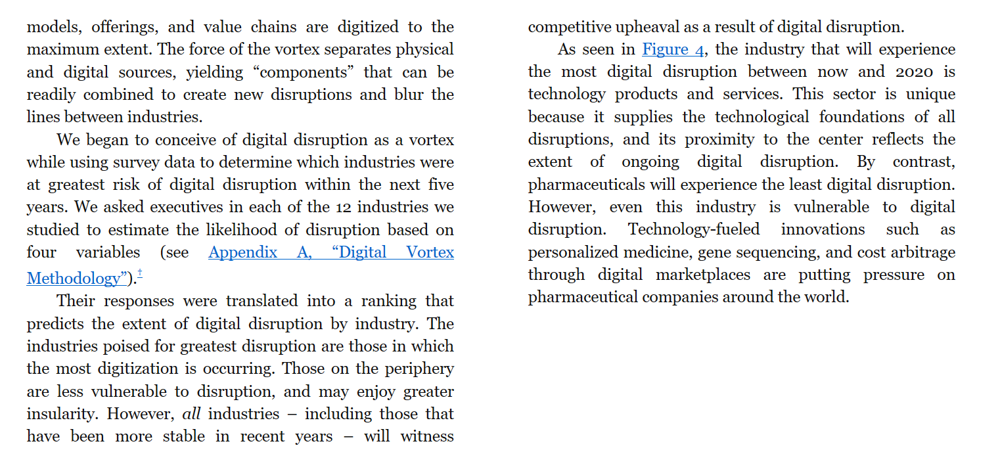 models, offerings, and value chains are digitized to the
maximum extent. The force of the vortex separates physical
and digital sources, yielding “components” that can be
readily combined to create new disruptions and blur the
lines between industries.
We began to conceive of digital disruption as a vortex
while using survey data to determine which industries were
at greatest risk of digital disruption within the next five
years. We asked executives in each of the 12 industries we
studied to estimate the likelihood of disruption based on
four variables (see Appendix A, “Digital Vortex
Methodology”).†
Their responses were translated into a ranking that
predicts the extent of digital disruption by industry. The
industries poised for greatest disruption are those in which
the most digitization is occurring. Those on the periphery
are less vulnerable to disruption, and may enjoy greater
insularity. However, all industries – including those that
have been more stable in recent years – will witness
competitive upheaval as a result of digital disruption.
As seen in Figure 4, the industry that will experience
the most digital disruption between now and 2020 is
technology products and services. This sector is unique
because it supplies the technological foundations of all
disruptions, and its proximity to the center reflects the
extent of ongoing digital disruption. By contrast,
pharmaceuticals will experience the least digital disruption.
However, even this industry is vulnerable to digital
disruption. Technology-fueled innovations such as
personalized medicine, gene sequencing, and cost arbitrage
through digital marketplaces are putting pressure on
pharmaceutical companies around the world.